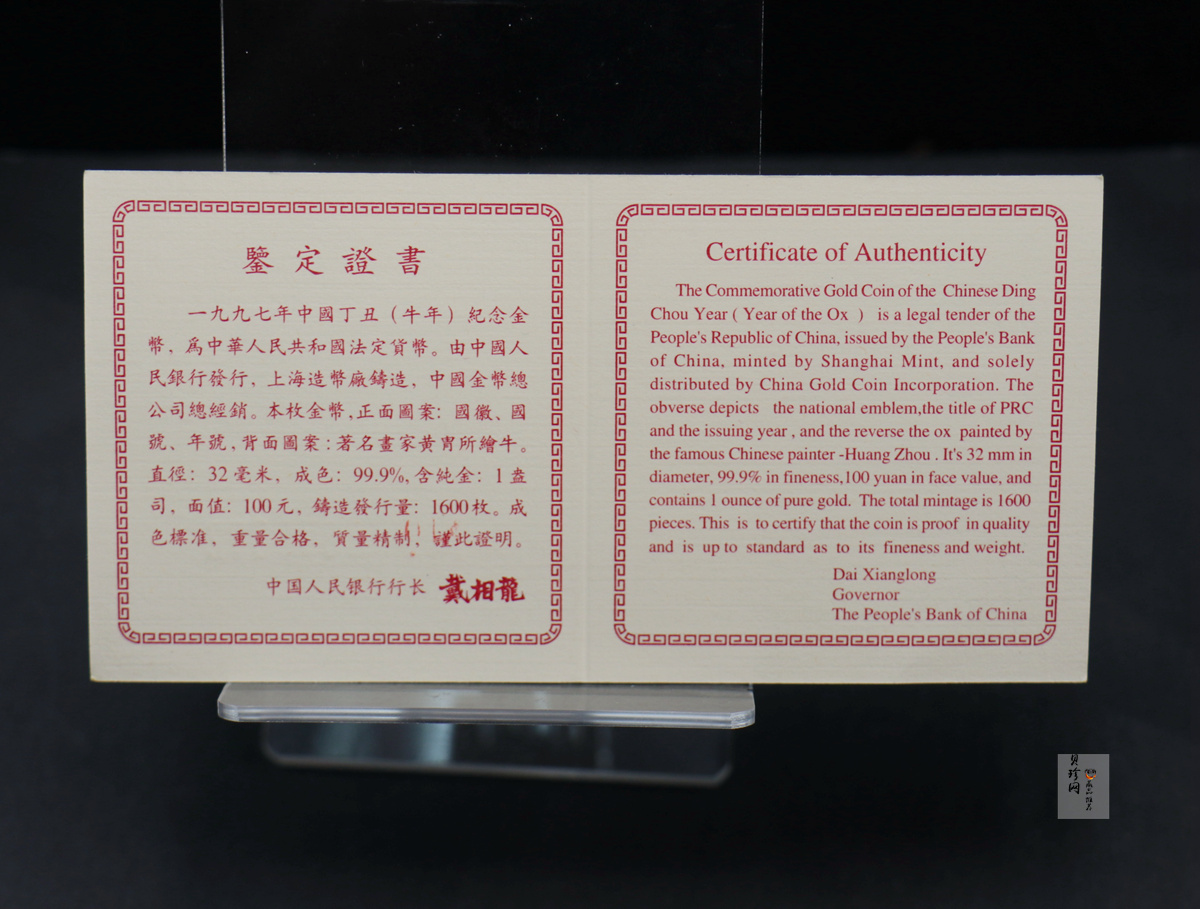 鑒定證書
一九九七年中國丁丑（牛年）紀念金
幣，爲中華人民共和國法定貨幣。由中國人
民銀行發行，上海造幣廠鑄造，中國金幣總
公司總經銷。本枚金幣,正面圖案：國徽、國
號、年號,背面圖案:著名畫家黄胄所繪牛。
直徑：32毫米，成色：99.9%,含純金：1盎
司，面值：100元，鑄造發行量：1600枚。成
色標准，重量合格，質量精制，謹此證明。
中国人民银行行长 戴相龍
Certificate of Authenticity
The Commemorative Gold Coin of the Chinese Ding
Chou Year ( Year of the Ox ) is a legal tender of the
People's Republic of China, issued by the People's Bank
of China, minted by Shanghai Mint, and solely
distributed by China Gold Coin Incorporation. The
obverse depicts the national emblem,the title of PRC
and the issuing year , and the reverse the ox painted by
the famous Chinese painter -Huang Zhou . It's 32 mm in
diameter, 99.9% in fineness,100 yuan in face value, and
contains 1 ounce of pure gold. The total mintage is 1600
pieces. This is to certify that the coin is proof in quality
and is up to standard as to its fineness and weight.
Dai Xianglong
Governor
The People's Bank of China
贝珍网